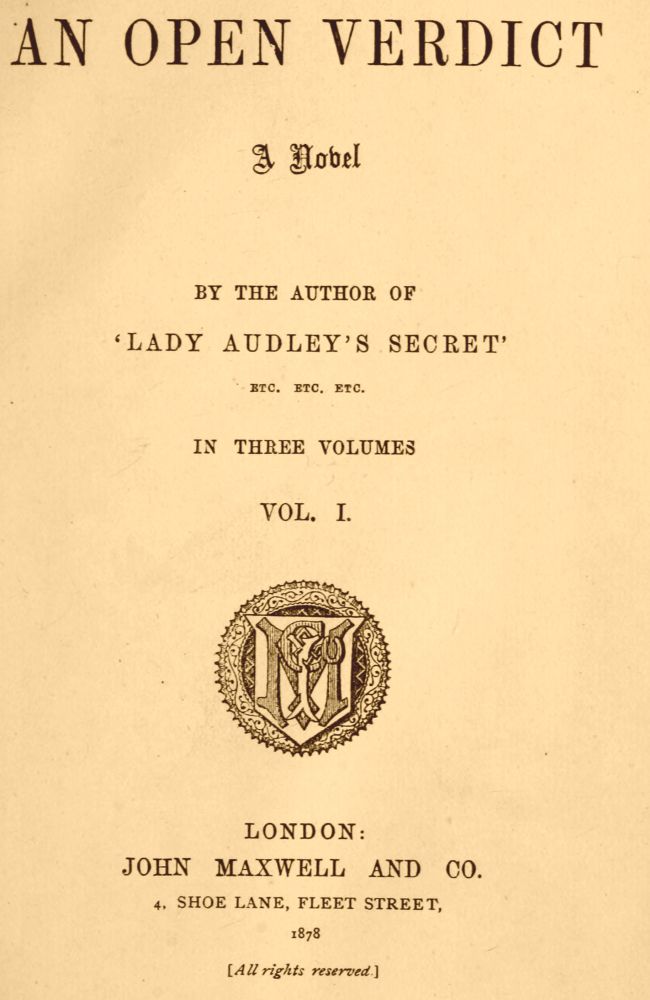 AN OPEN VERDICT
A Novel
BY THE AUTHOR OF
‘LADY AUDLEY’S SECRET’
ETC. ETC. ETC.
IN THREE VOLUMES
VOL. I.
LONDON:
JOHN MAXWELL AND CO.
4, SHOE LANE, FLEET STREET,
1878
[All rights reserved.]